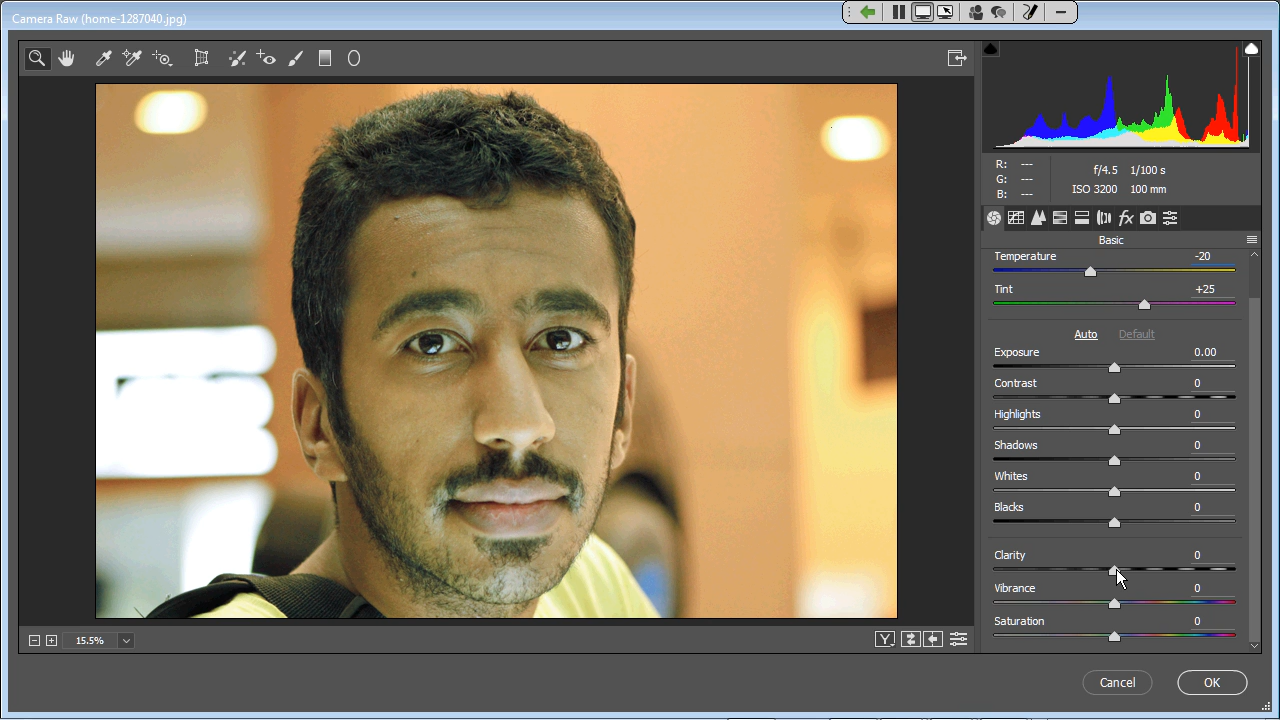 Camera Raw (home-1287040.jpg)
R: ---
G: ---
B: ---
f/4.5 1/100 s
ISO 3200 100 mm
fx
Basic
Temperature -20
Tint +25
Auto Default
Exposure 0.00
Contrast 0
Highlights 0
Shadows 0
Whites 0
Blacks 0
Clarity 0
Vibrance 0
Saturation 0
15.5%
Y
Cancel OK